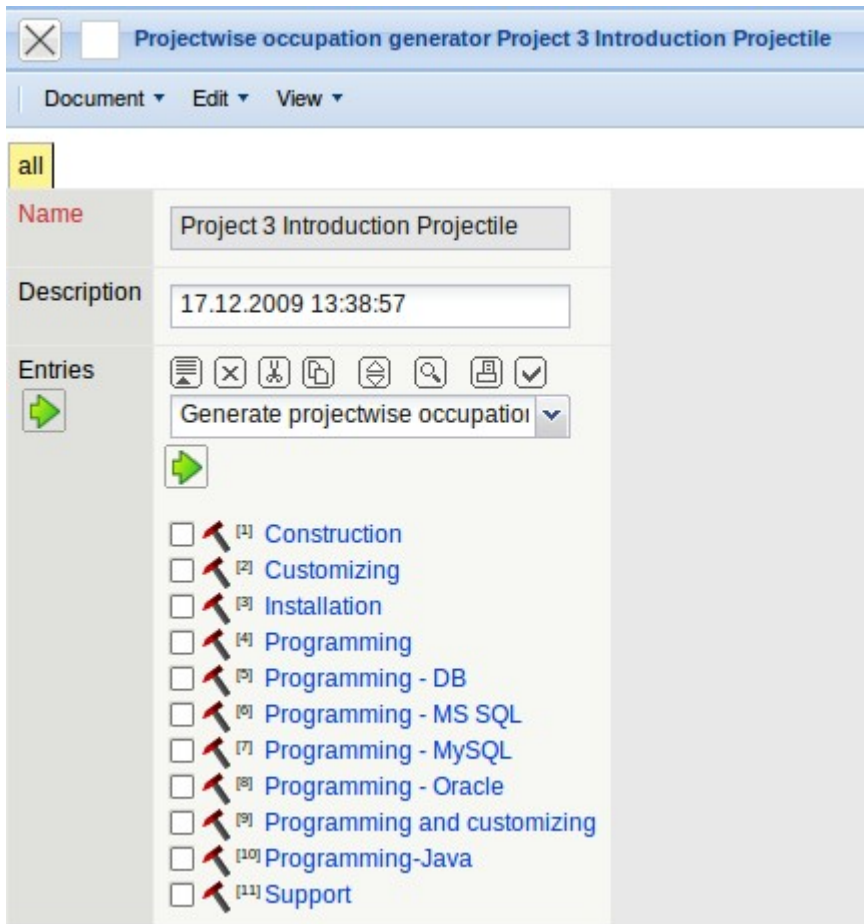 Projectwise occupation generator Project 3 Introduction Projectile
Document Edit View
all
Name Project 3 Introduction Projectile
Description 17.12.2009 13:38:57
Entries
Generate projectwise occupation
[1] Construction
[2] Customizing
[3] Installation
[4] Programming
[5] Programming - DB
[6] Programming - MS SQL
[7] Programming - MySQL
[8] Programming - Oracle
[9] Programming and customizing
[10] Programming-Java
[11] Support